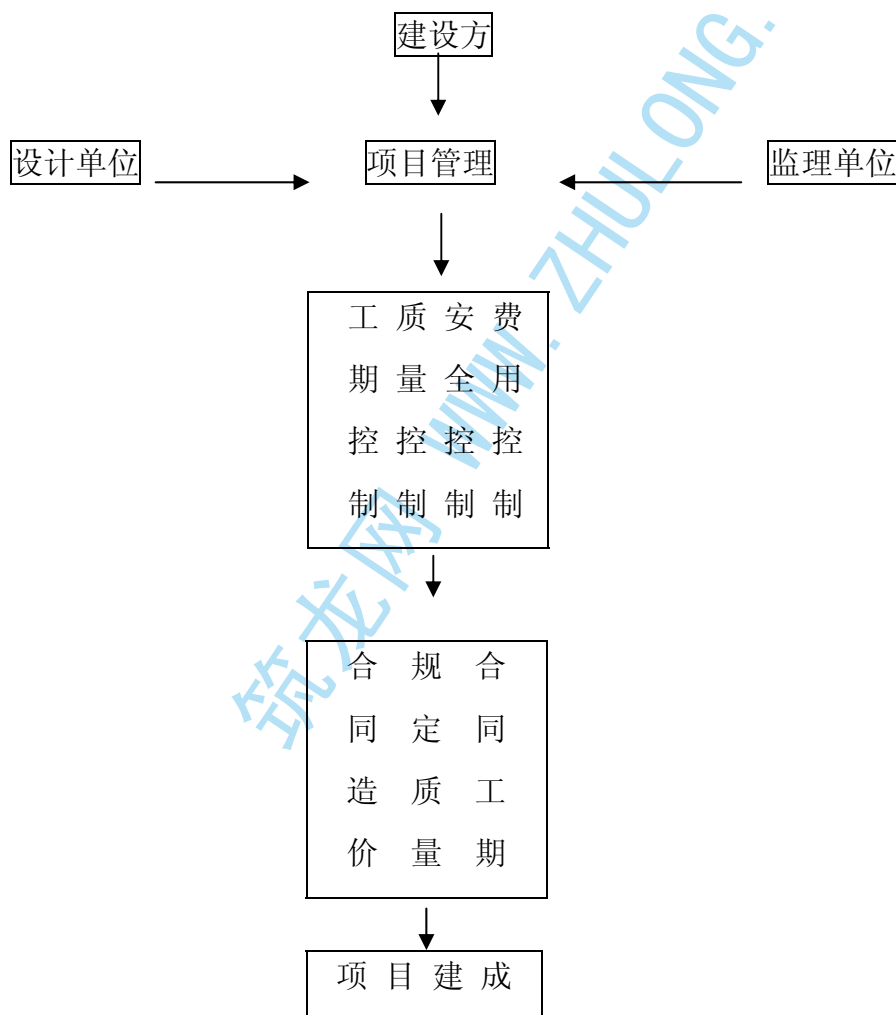 建设方
设计单位
项目管理
监理单位
工期控制
质量控制
安全控制
费用控制
合同造价
规定质量
合同工期
项目建成
筑龙网 WWW.ZHULONG.